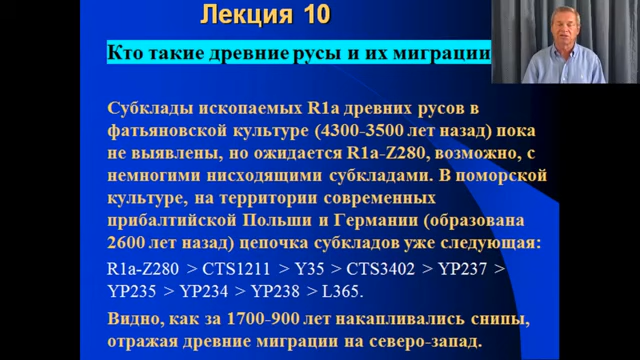 Лекция 10
Кто такие древние русы и их миграции
Субклады ископаемых R1a древних русов в
фатьяновской культуре (4300-3500 лет назад) пока
не выявлены, но ожидается R1a-Z280, возможно, с
немногими нисходящими субкладами. В поморской
культуре, на территории современных
прибалтийской Польши и Германии (образована
2600 лет назад) цепочка субкладов уже следующая:
R1a-Z280 > CTS1211 > Y35 > CTS3402 > YP237 >
YP235 > YP234 > YP238 > L365.
Видно, как за 1700-900 лет накапливались снипы,
отражая древние миграции на северо-запад.